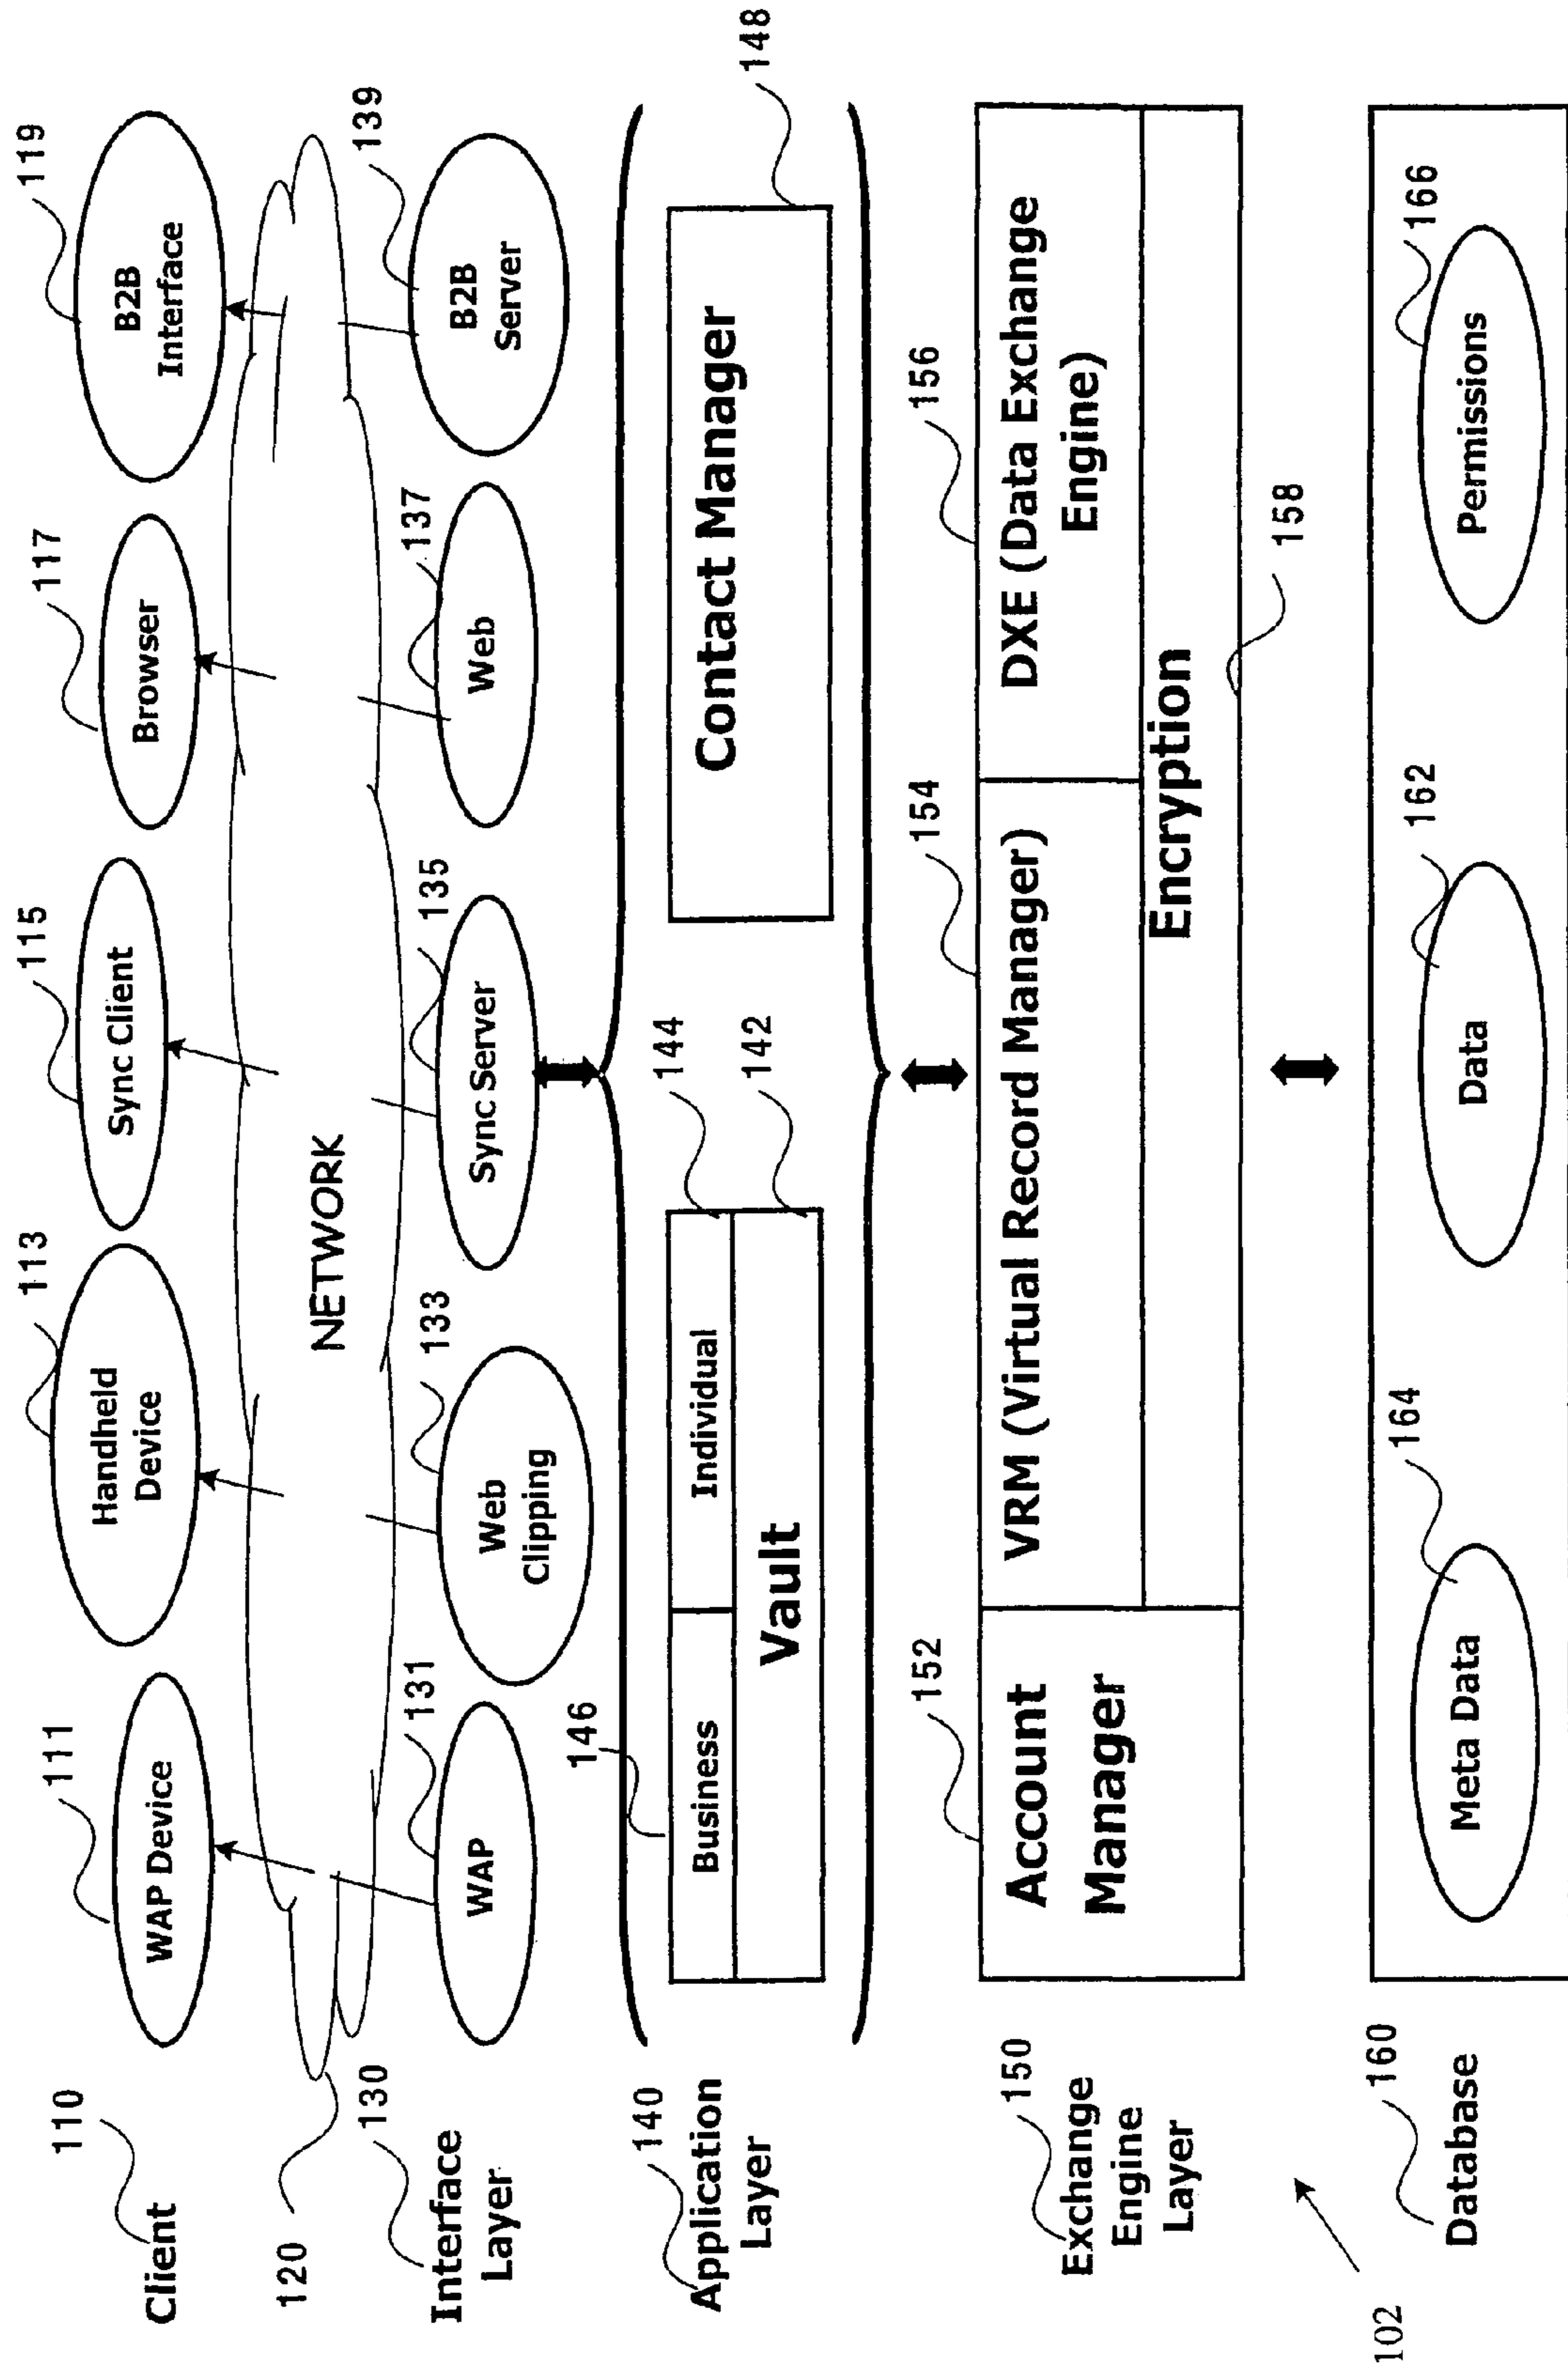 110
Client
111
WAP Device
113
Handheld
Device
115
Sync Client
117
Browser
119
B2B
Interface
120
NETWORK
130
Interface
Layer
131
WAP
133
Web
Clipping
135
Sync Server
137
Web
139
B2B
Server
140
Application
Layer
146
Business
Individual
144
Vault
142
Contact Manager
148
150
Exchange
Engine
Layer
152
Account
Manager
154
VRM (Virtual Record Manager)
156
DXE (Data Exchange
Engine)
Encryption
158
160
Database
164
Meta Data
162
Data
166
Permissions
102